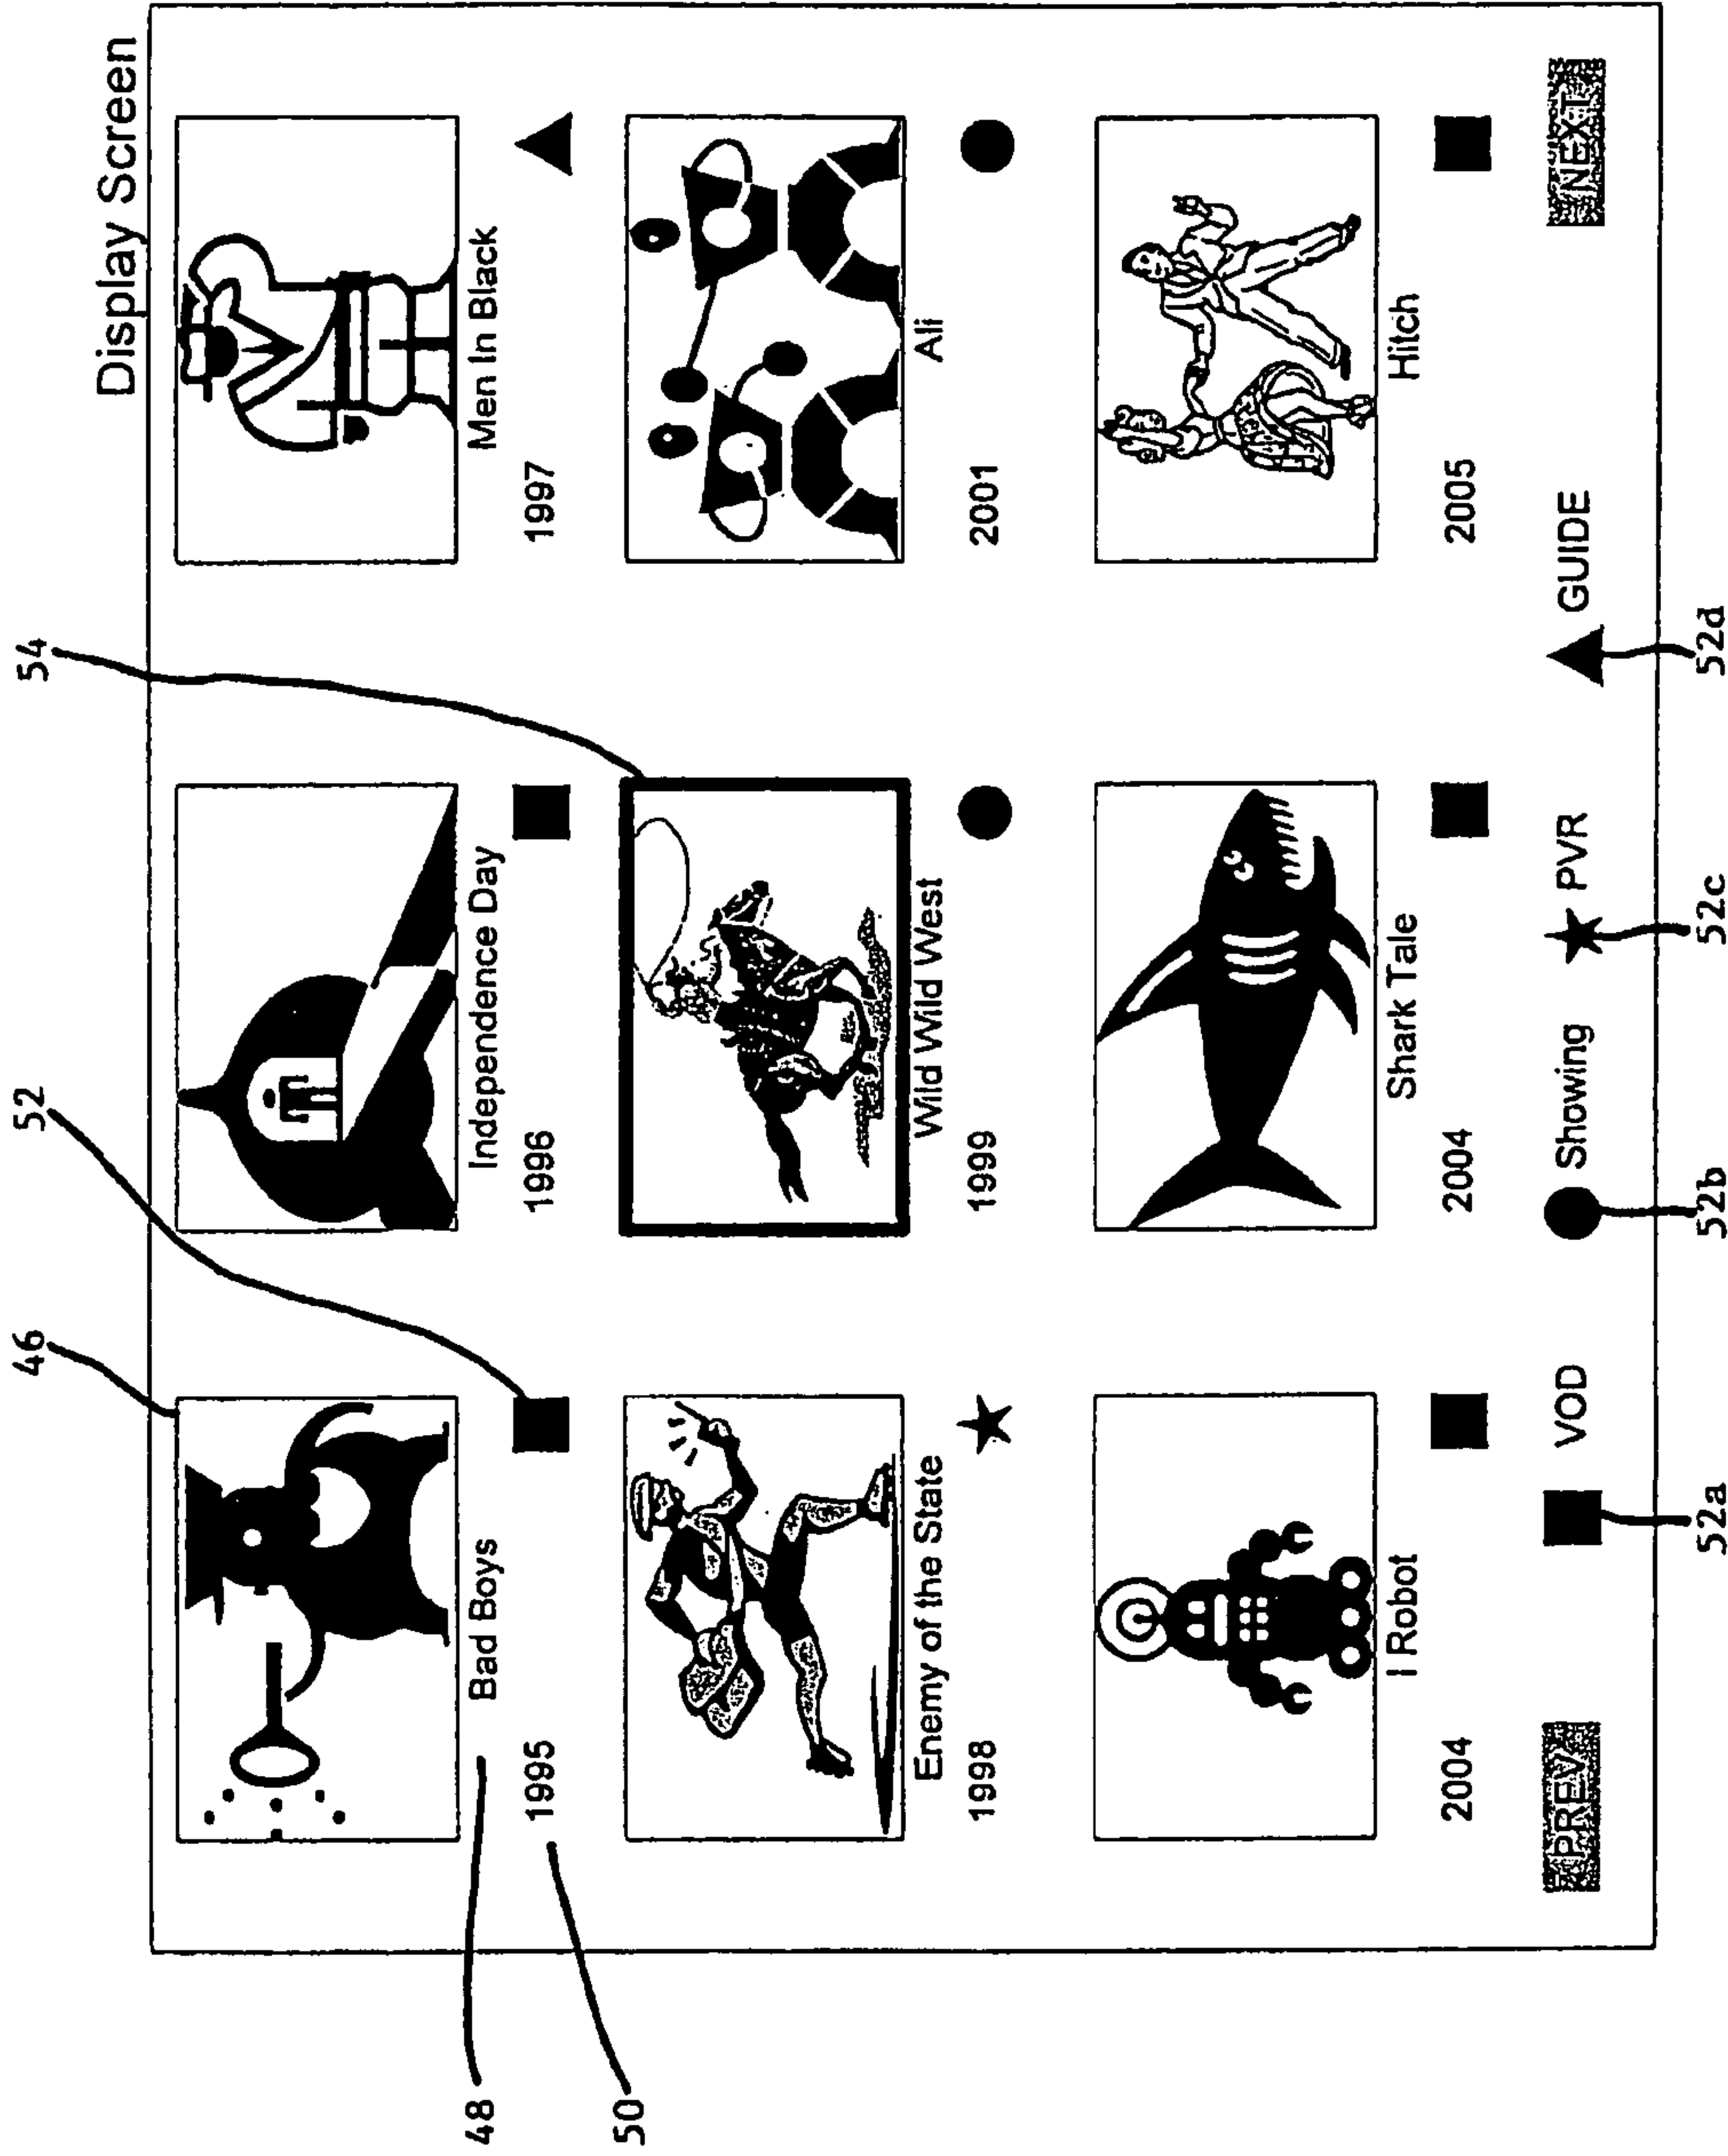 Display Screen
46
52
54
Bad Boys
Independence Day
Men In Black
48
1995
1996
1997
50
Enemy of the State
Wild Wild West
Ali
1998
1999
2001
I Robot
Shark Tale
Hitch
2004
2004
2005
PREV
VOD
Showing
PVR
GUIDE
NEXT
52a
52b
52c
52d